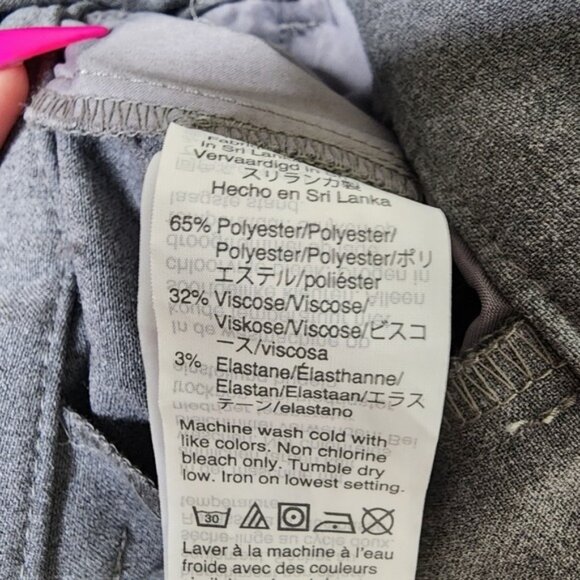 in Sri Lanka
Vervaardigd in
スリランカ製
Hecho en Sri Lanka
65% Polyester/Polyester/
Polyester/Polyester/ポリ
エステル/poliéster
32% Viscose/Viscose/
Viskose/Viscose/ビスコ
ース/viscosa
3% Elastane/Élasthanne/
Elastan/Elastaan/エラス
テーン/elastano
Machine wash cold with
like colors. Non chlorine
bleach only. Tumble dry
low. Iron on lowest setting.
30
Laver à la machine à l'eau
froide avec des couleurs